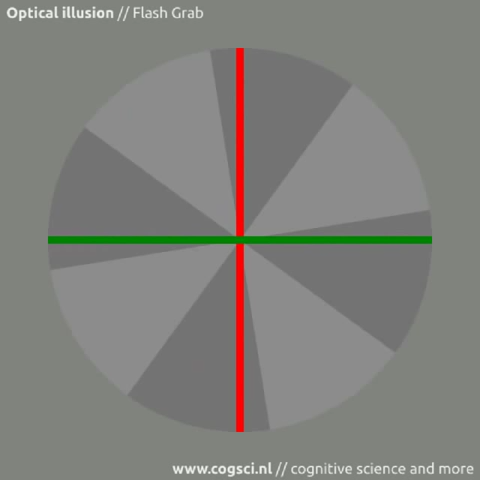 Optical illusion // Flash Grab
www.cogsci.nl // cognitive science and more